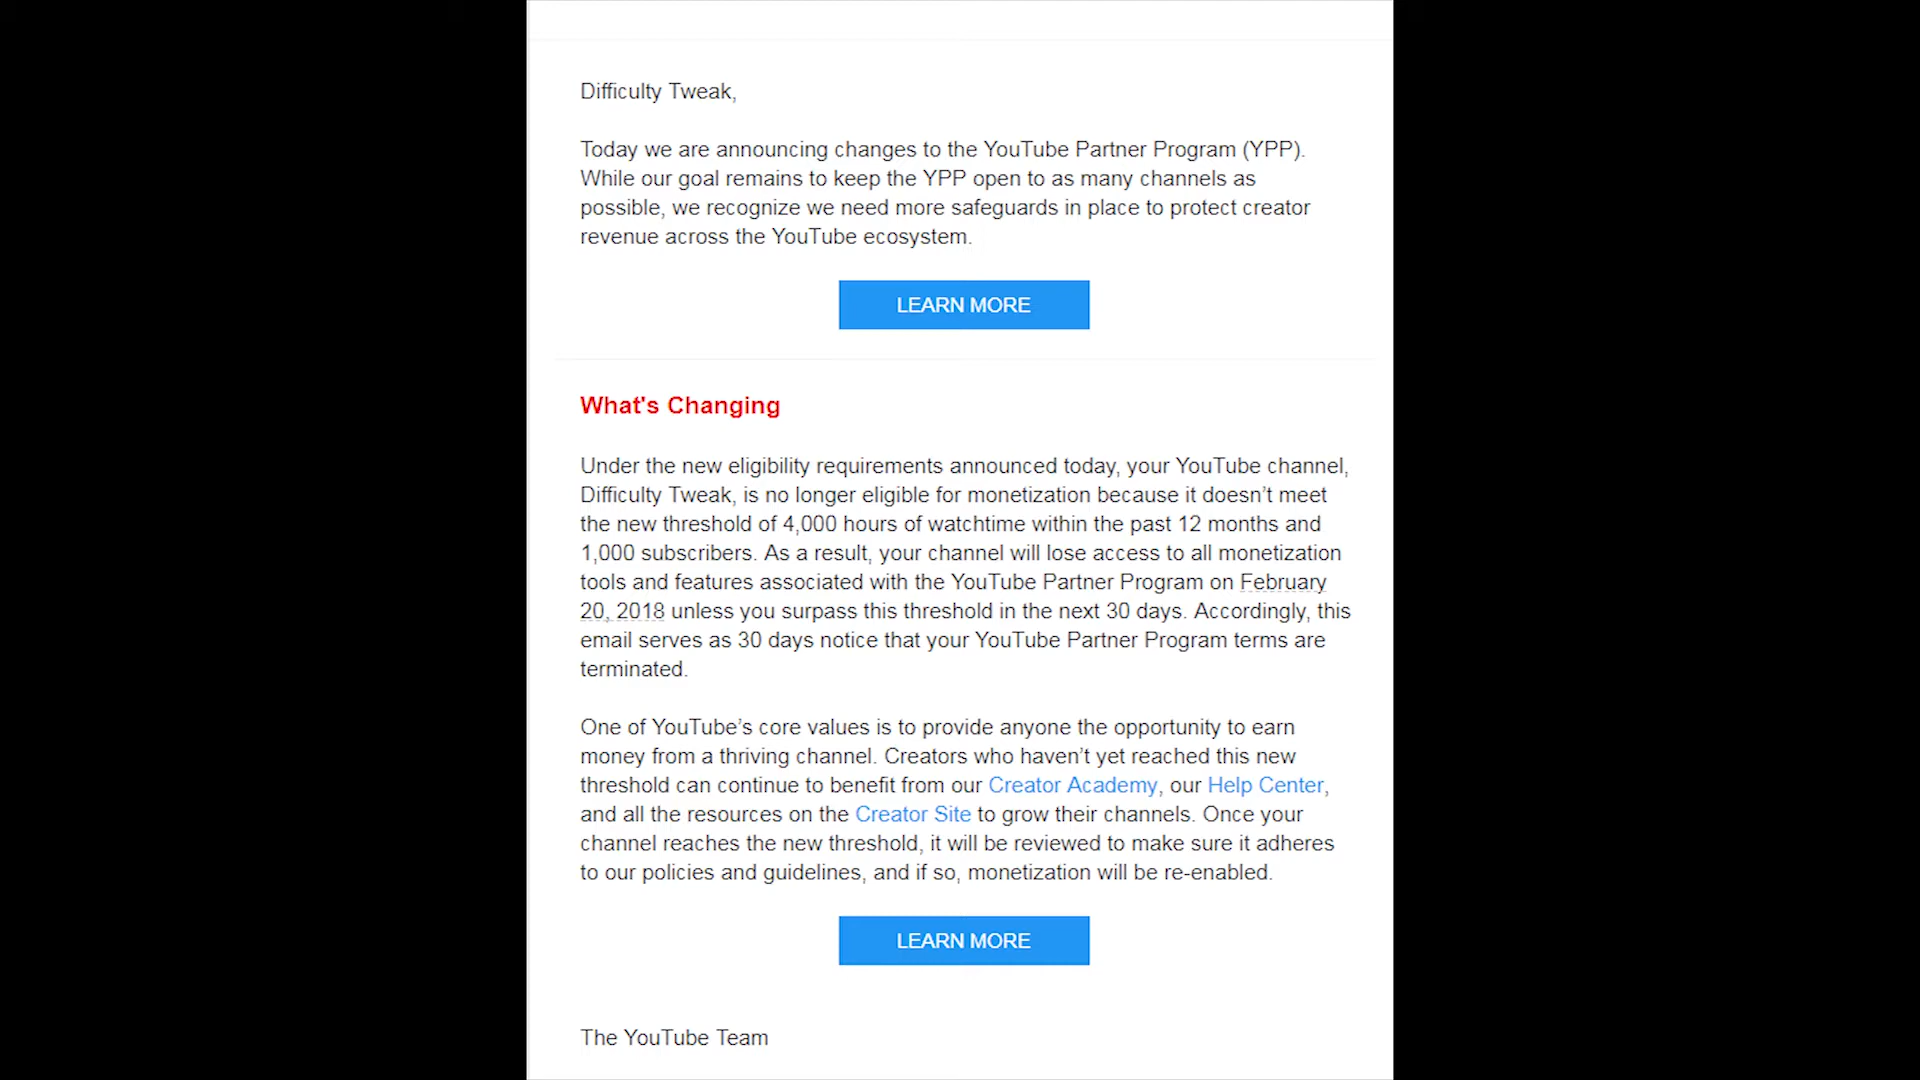 Difficulty Tweak,
Today we are announcing changes to the YouTube Partner Program (YPP).
While our goal remains to keep the YPP open to as many channels as
possible, we recognize we need more safeguards in place to protect creator
revenue across the YouTube ecosystem.
LEARN MORE
What's Changing
Under the new eligibility requirements announced today, your YouTube channel,
Difficulty Tweak, is no longer eligible for monetization because it doesn’t meet
the new threshold of 4,000 hours of watchtime within the past 12 months and
1,000 subscribers. As a result, your channel will lose access to all monetization
tools and features associated with the YouTube Partner Program on February
20, 2018 unless you surpass this threshold in the next 30 days. Accordingly, this
email serves as 30 days notice that your YouTube Partner Program terms are
terminated.
One of YouTube’s core values is to provide anyone the opportunity to earn
money from a thriving channel. Creators who haven’t yet reached this new
threshold can continue to benefit from our Creator Academy, our Help Center,
and all the resources on the Creator Site to grow their channels. Once your
channel reaches the new threshold, it will be reviewed to make sure it adheres
to our policies and guidelines, and if so, monetization will be re-enabled.
LEARN MORE
The YouTube Team